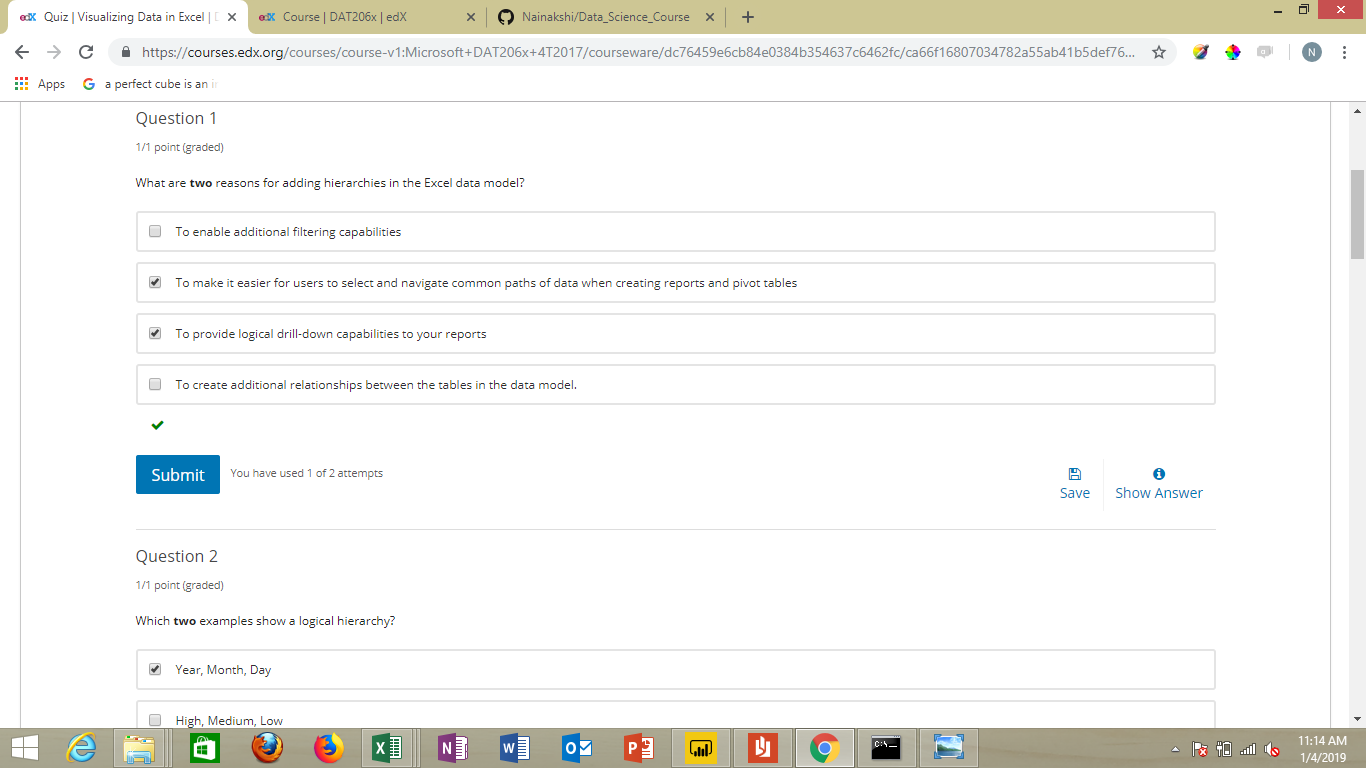 Quiz | Visualizing Data in Excel |
Course | DAT206x | edX
Nainakshi/Data_Science_Course
https://courses.edx.org/courses/course-v1:Microsoft+DAT206x+4T2017/courseware/dc76459e6cb84e0384b354637c6462fc/ca66f16807034782a55ab41b5def76...
N
Apps
G a perfect cube is an
Question 1
1/1 point (graded)
What are two reasons for adding hierarchies in the Excel data model?
To enable additional filtering capabilities
To make it easier for users to select and navigate common paths of data when creating reports and pivot tables
To provide logical drill-down capabilities to your reports
To create additional relationships between the tables in the data model.
Submit
You have used 1 of 2 attempts
Save
Show Answer
Question 2
1/1 point (graded)
Which two examples show a logical hierarchy?
Year, Month, Day
High, Medium, Low
11:14 AM
1/4/2019